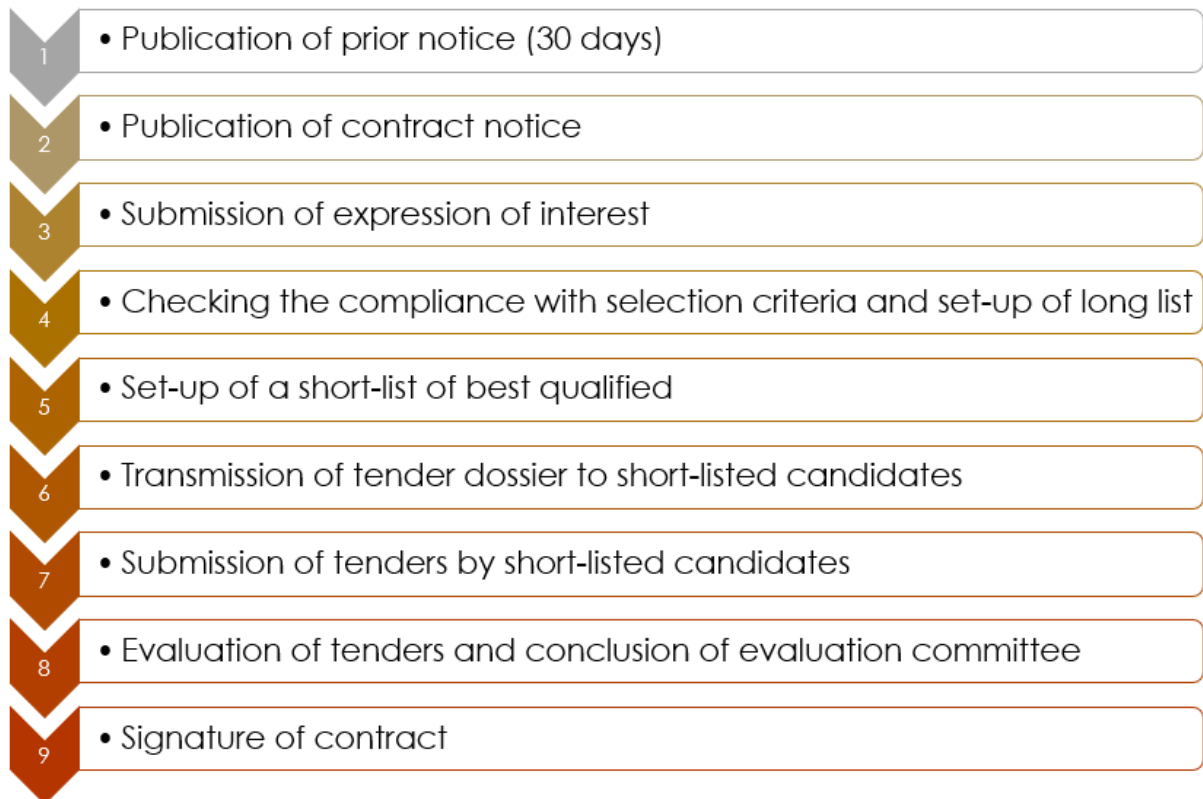 1
• Publication of prior notice (30 days)
2
• Publication of contract notice
3
• Submission of expression of interest
4
• Checking the compliance with selection criteria and set-up of long list
5
• Set-up of a short-list of best qualified
6
• Transmission of tender dossier to short-listed candidates
7
• Submission of tenders by short-listed candidates
8
• Evaluation of tenders and conclusion of evaluation committee
9
• Signature of contract